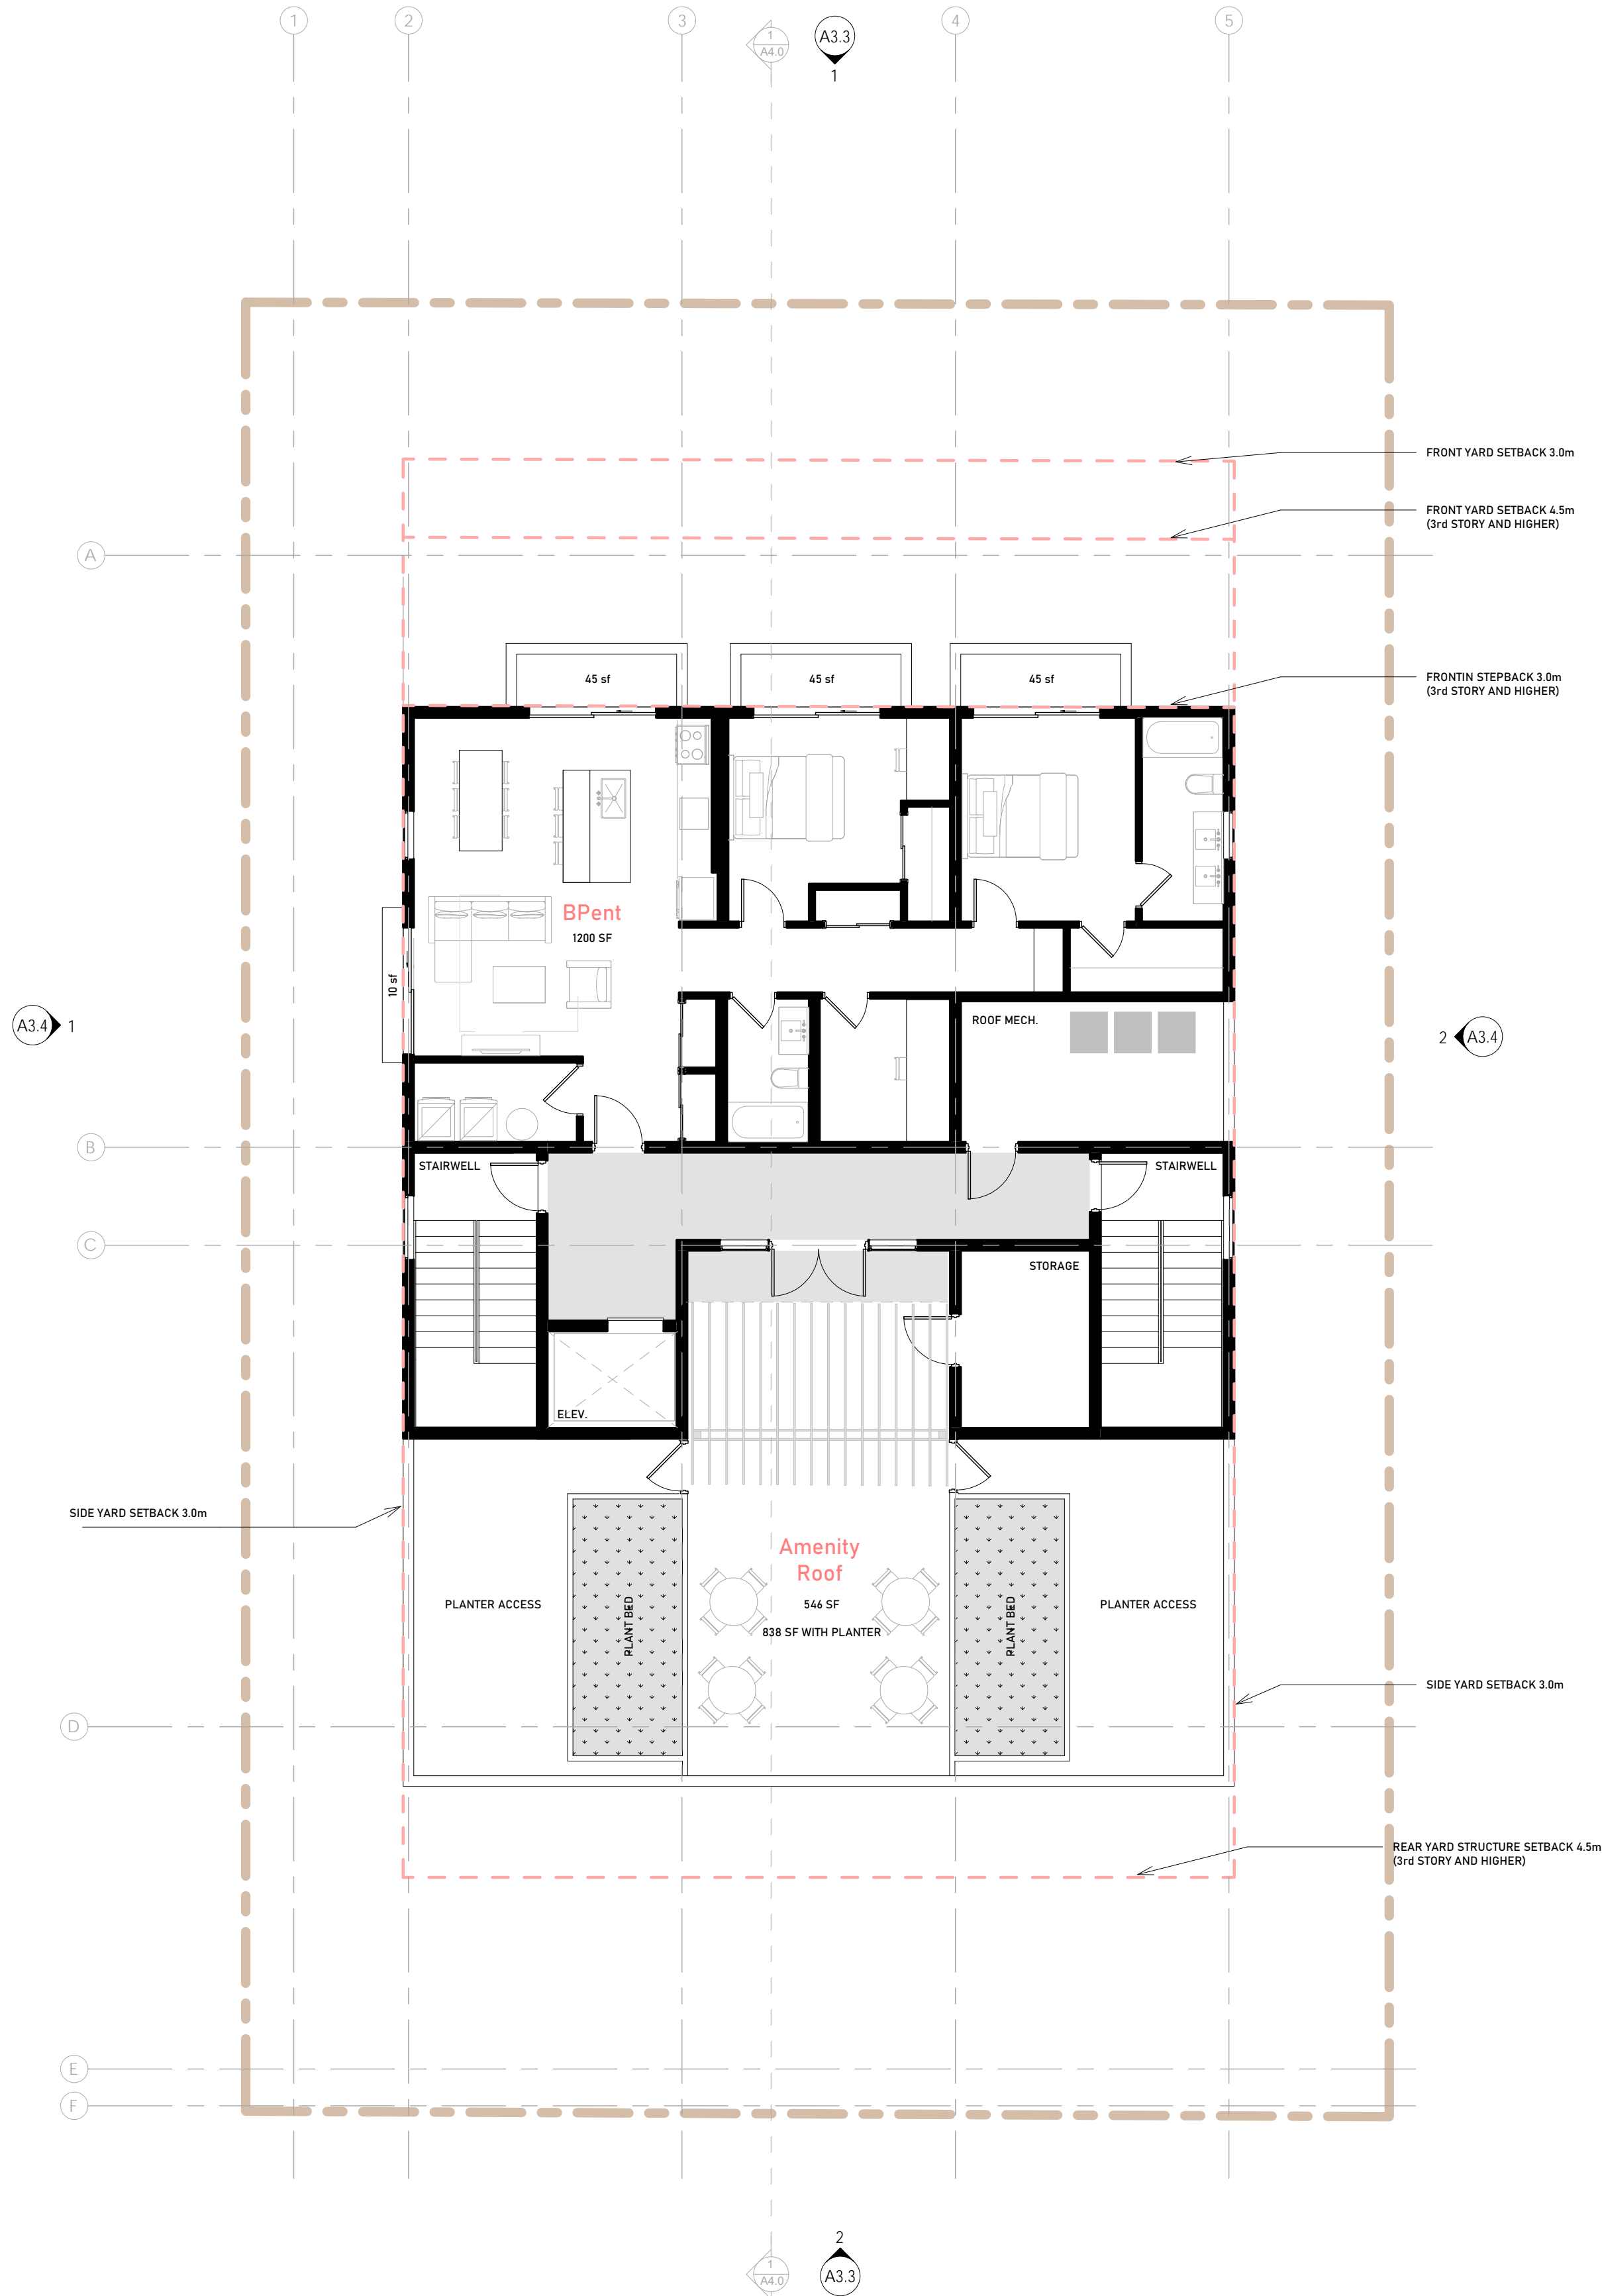 1
2
3
4
5
1
A4.0
A3.3
1
FRONT YARD SETBACK 3.0m
FRONT YARD SETBACK 4.5m
(3rd STORY AND HIGHER)
A
FRONTIN STEPBACK 3.0m
(3rd STORY AND HIGHER)
45 sf
45 sf
45 sf
BPent
1200 SF
10 sf
A3.4
1
ROOF MECH.
2
A3.4
B
STAIRWELL
STAIRWELL
C
STORAGE
ELEV.
SIDE YARD SETBACK 3.0m
Amenity
Roof
546 SF
838 SF WITH PLANTER
PLANTER ACCESS
PLANT BED
PLANT BED
PLANTER ACCESS
SIDE YARD SETBACK 3.0m
D
REAR YARD STRUCTURE SETBACK 4.5m
(3rd STORY AND HIGHER)
E
F
1
A4.0
2
A3.3